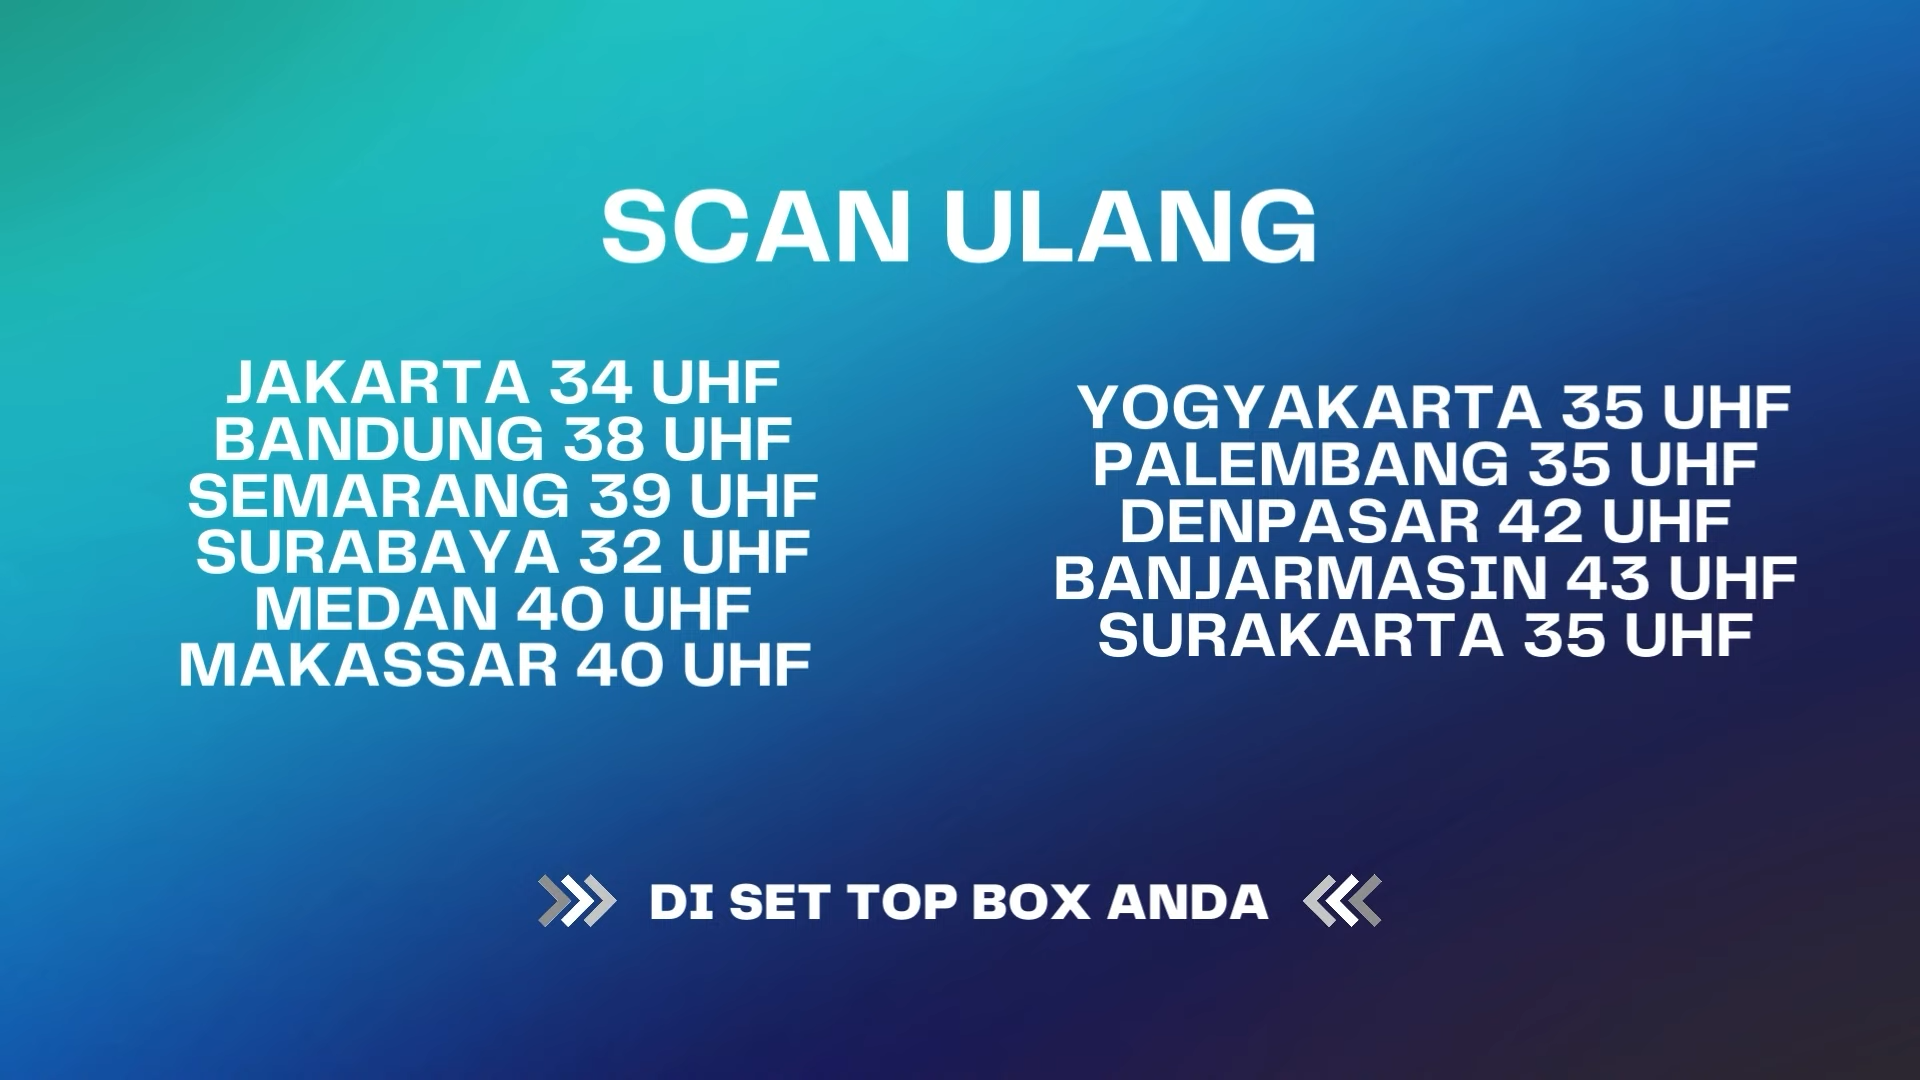 SCAN ULANG
JAKARTA 34 UHF
BANDUNG 38 UHF
SEMARANG 39 UHF
SURABAYA 32 UHF
MEDAN 40 UHF
MAKASSAR 40 UHF
YOGYAKARTA 35 UHF
PALEMBANG 35 UHF
DENPASAR 42 UHF
BANJARMASIN 43 UHF
SURAKARTA 35 UHF
DI SET TOP BOX ANDA